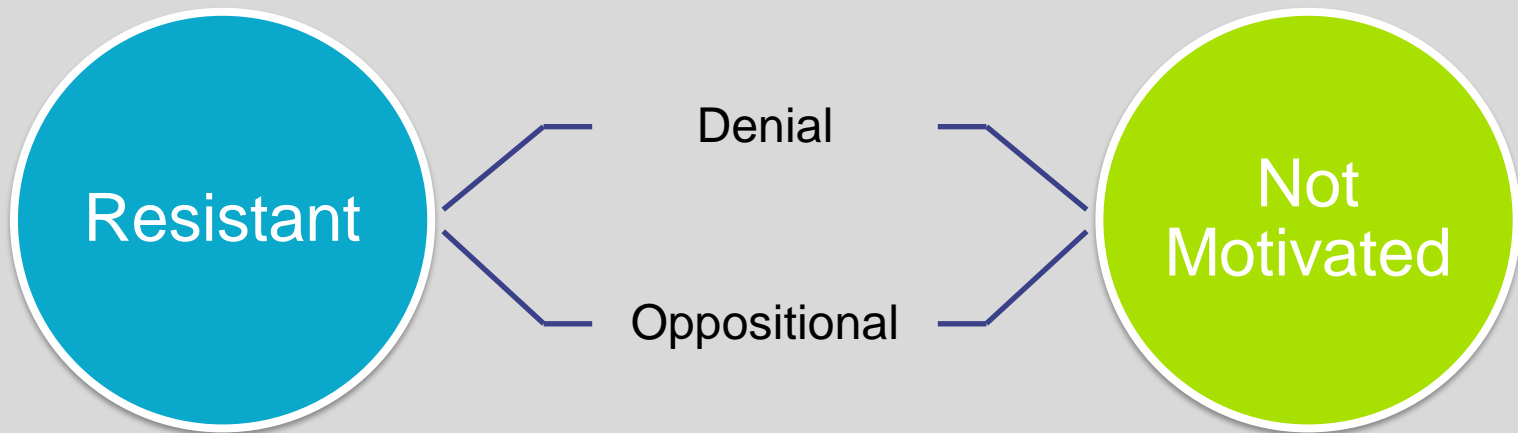 Resistant
Denial
Oppositional
Not
Motivated